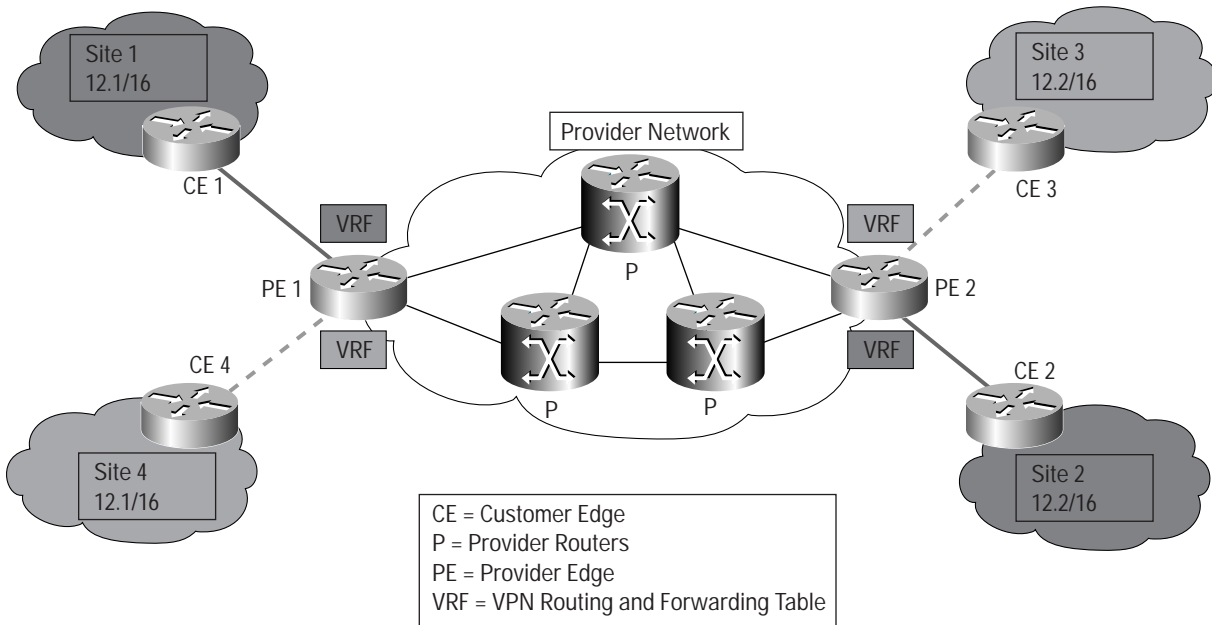 Site 1
12.1/16
CE 1
Provider Network
Site 3
12.2/16
CE 3
VRF
VRF
P
PE 1
PE 2
VRF
VRF
CE 4
CE 2
P
P
Site 4
12.1/16
Site 2
12.2/16
CE = Customer Edge
P = Provider Routers
PE = Provider Edge
VRF = VPN Routing and Forwarding Table